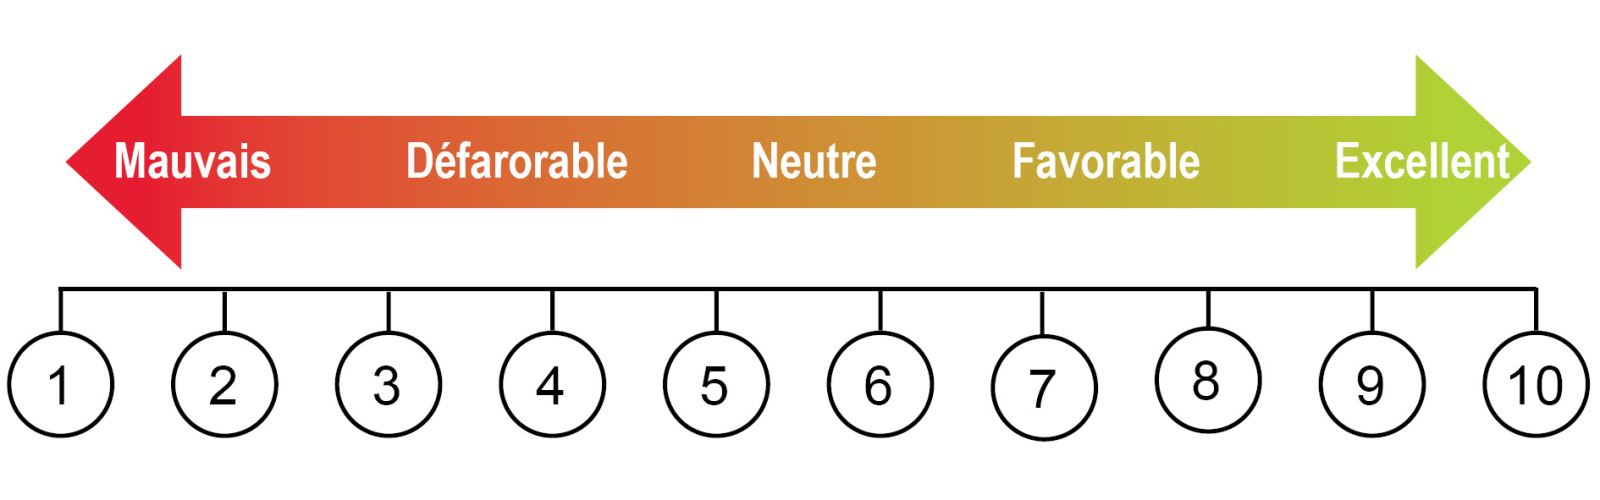 Mauvais Défarorable Neutre Favorable Excellent
1 2 3 4 5 6 7 8 9 10